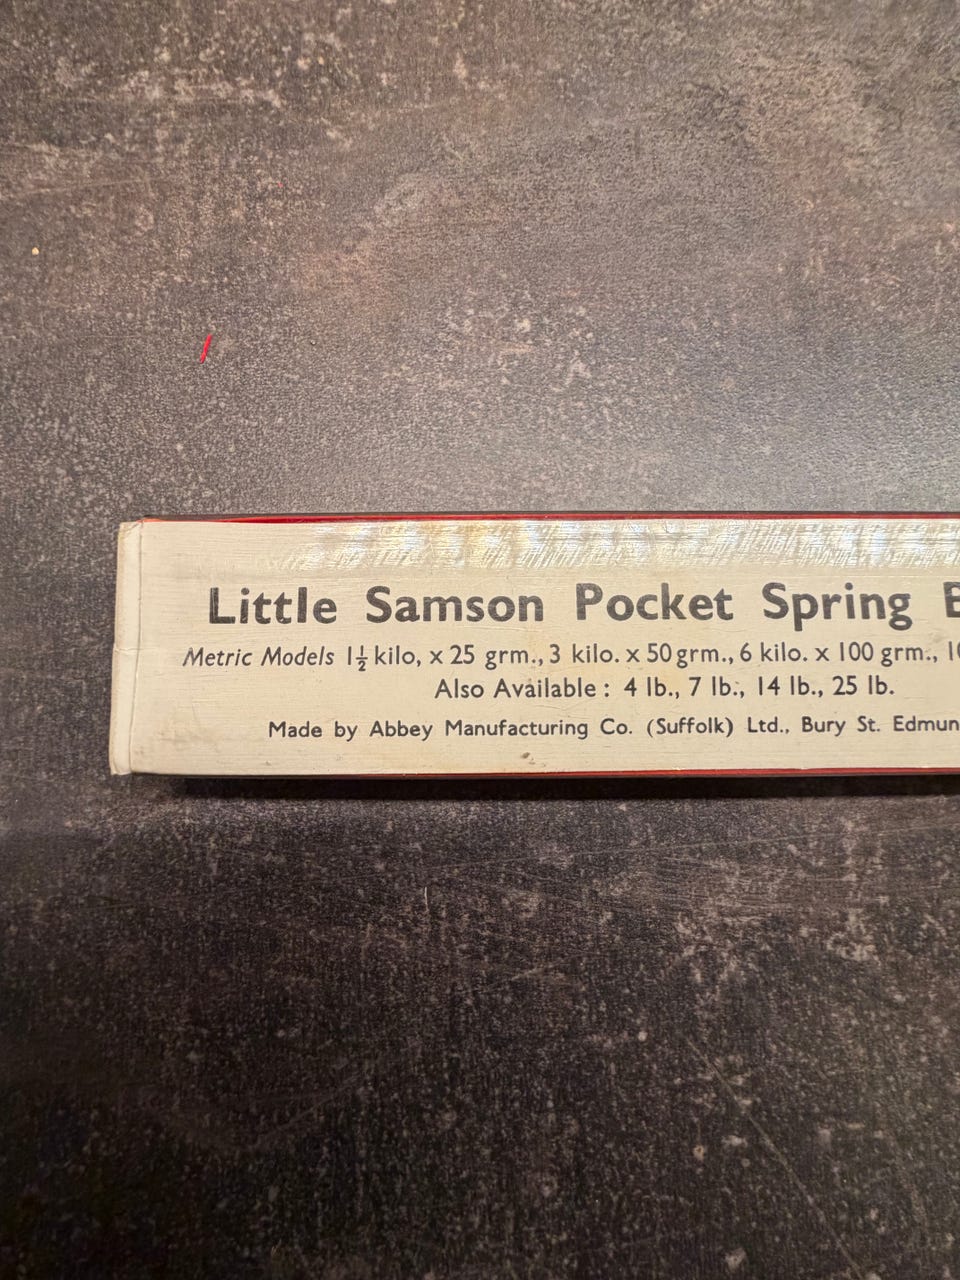 Little Samson Pocket Spring B
Metric Models 1½ kilo, x 25 grm., 3 kilo. x 50 grm., 6 kilo. x 100 grm., 10
Also Available : 4 lb., 7 lb., 14 lb., 25 lb.
Made by Abbey Manufacturing Co. (Suffolk) Ltd., Bury St. Edmun